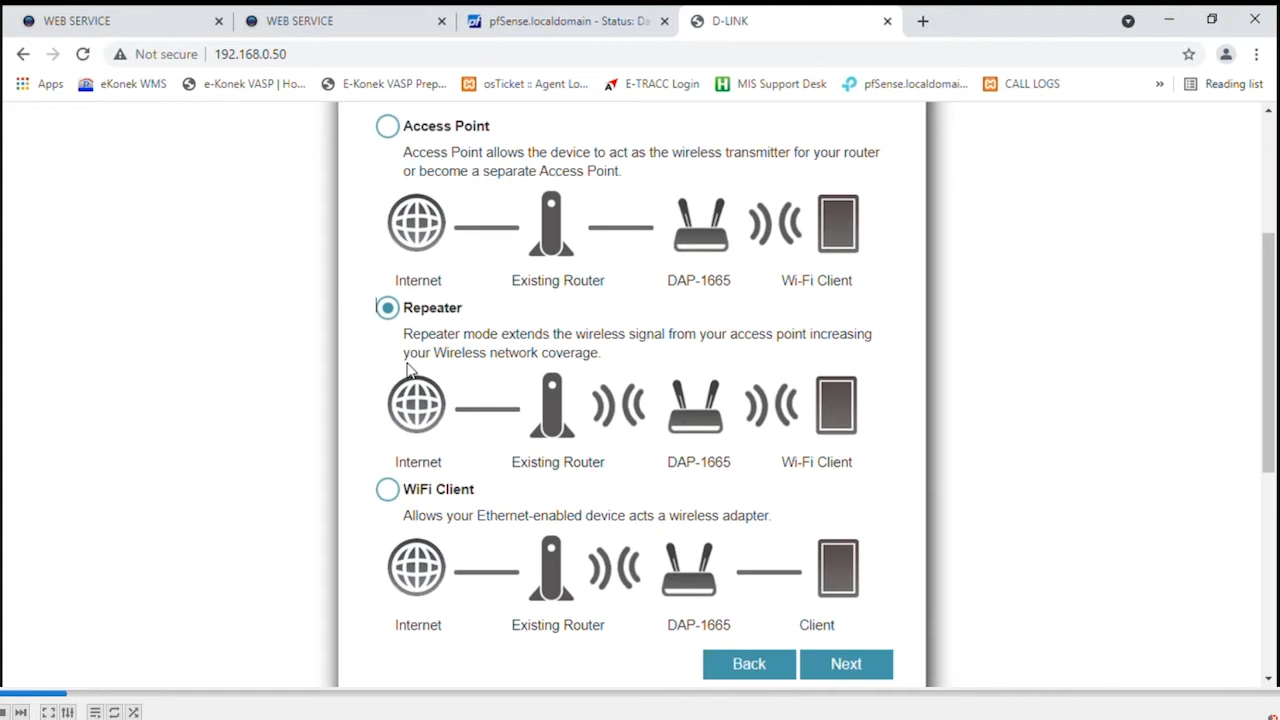 WEB SERVICE
WEB SERVICE
pfSense.localdomain - Status: Da
D-LINK
Not secure
192.168.0.50
Apps
eKonek WMS
e-Konek VASP | Ho...
E-Konek VASP Prep...
osTicket :: Agent Lo...
E-TRACC Login
MIS Support Desk
pfSense.localdomai...
CALL LOGS
»
Reading list
Access Point
Access Point allows the device to act as the wireless transmitter for your router
or become a separate Access Point.
Internet
Existing Router
DAP-1665
Wi-Fi Client
Repeater
Repeater mode extends the wireless signal from your access point increasing
your Wireless network coverage.
Internet
Existing Router
DAP-1665
Wi-Fi Client
WiFi Client
Allows your Ethernet-enabled device acts a wireless adapter.
Internet
Existing Router
DAP-1665
Client
Back
Next